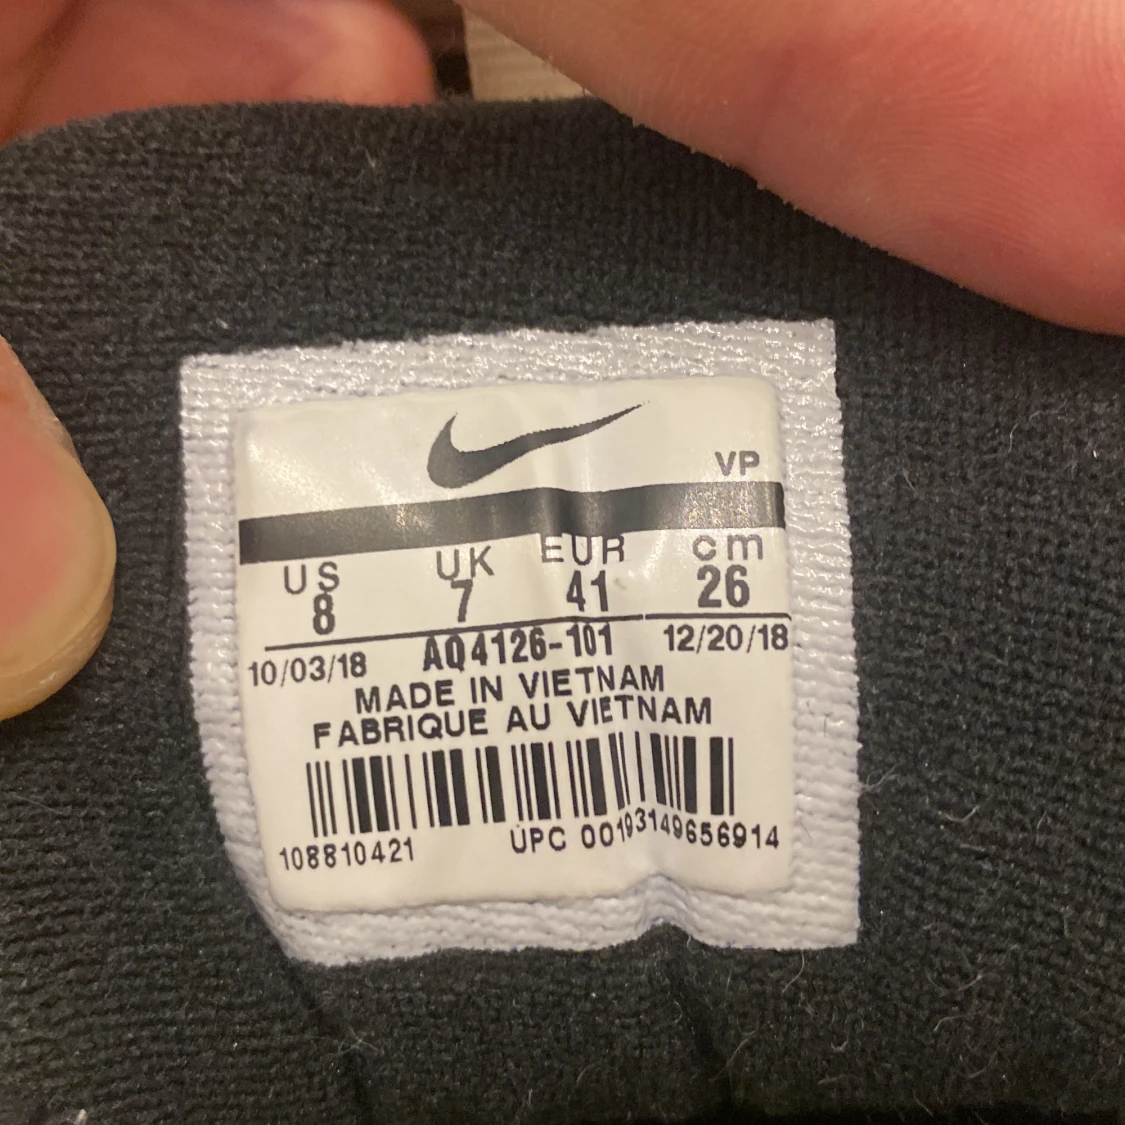 VP
US UK EUR cm
8 7 41 26
10/03/18 AQ4126-101 12/20/18
MADE IN VIETNAM
FABRIQUE AU VIETNAM
108810421 UPC 00193149656914